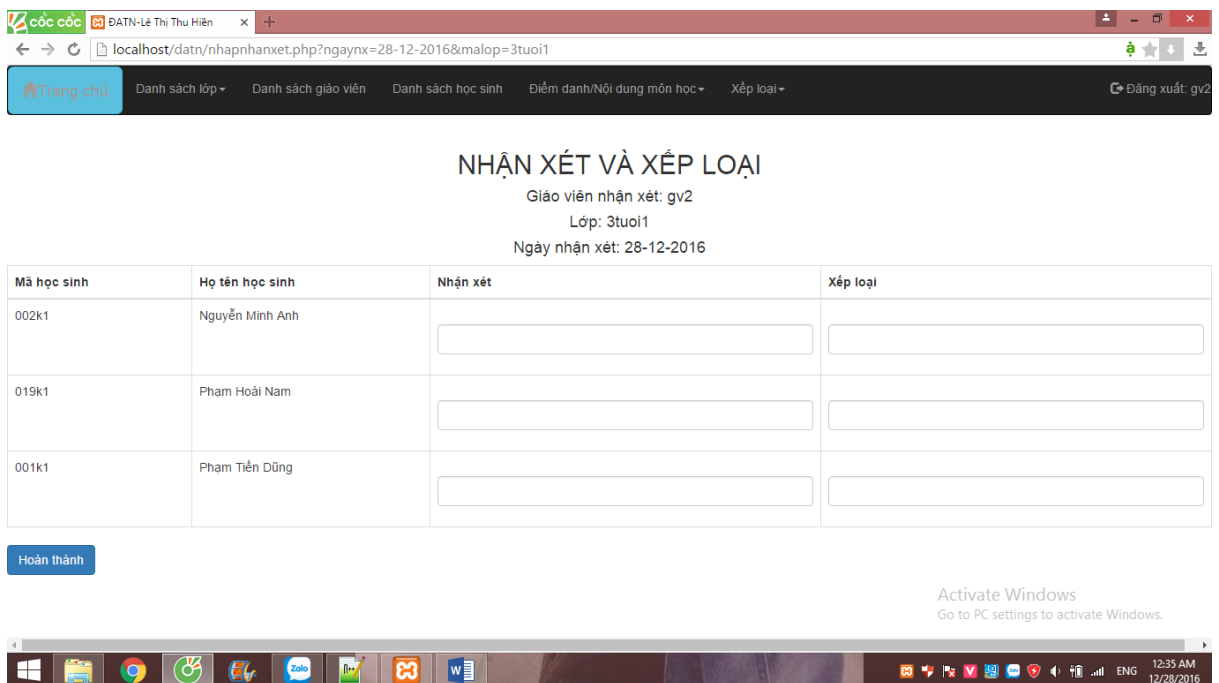 cốc cốc ĐATN-Lê Thị Thu Hiền
localhost/datn/nhapnhanxet.php?ngaynx=28-12-2016&malop=3tuoi1
Trang chủ Danh sách lớp Danh sách giáo viên Danh sách học sinh Điểm danh/Nội dung môn học Xếp loại Đăng xuất: gv2
NHẬN XÉT VÀ XẾP LOẠI
Giáo viên nhận xét: gv2
Lớp: 3tuoi1
Ngày nhận xét: 28-12-2016
Mã học sinh Họ tên học sinh Nhận xét Xếp loại
002k1 Nguyễn Minh Anh
019k1 Phạm Hoài Nam
001k1 Phạm Tiến Dũng
Hoàn thành
Activate Windows
Go to PC settings to activate Windows.
Zalo ENG 12:35 AM
12/28/2016